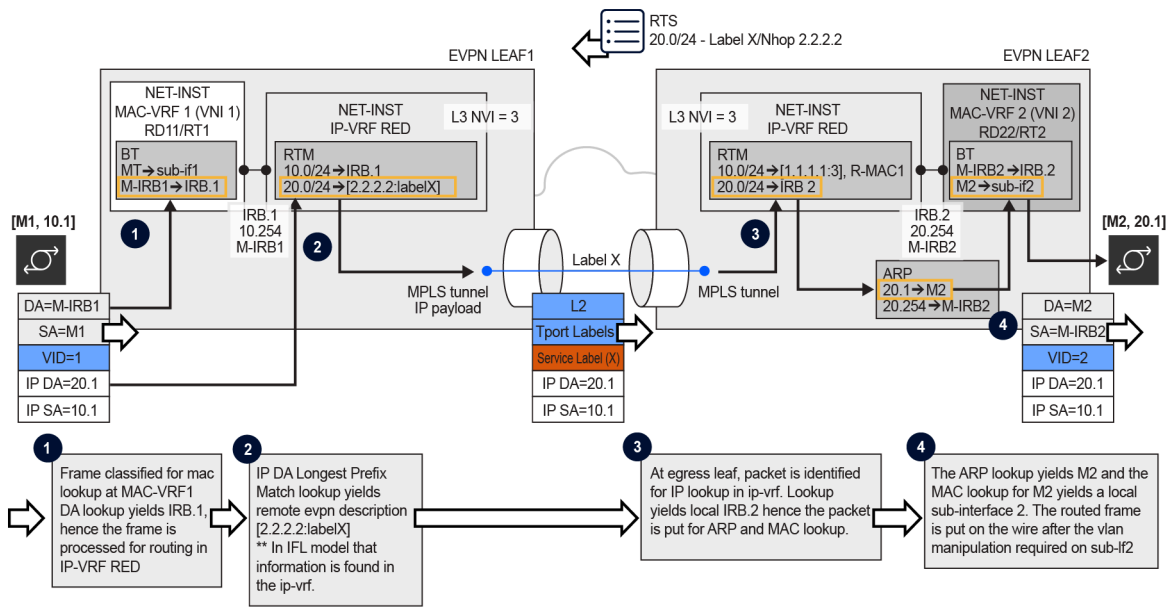 RTS
20.0/24 - Label X/Nhop 2.2.2.2
EVPN LEAF1
NET-INST
MAC-VRF 1 (VNI 1)
RD11/RT1
BT
MT→sub-if1
M-IRB1→IRB.1
NET-INST
IP-VRF RED
L3 NVI = 3
RTM
10.0/24→IRB.1
20.0/24→[2.2.2.2:labelX]
IRB.1
10.254
M-IRB1
1
2
[M1, 10.1]
DA=M-IRB1
SA=M1
VID=1
IP DA=20.1
IP SA=10.1
MPLS tunnel
IP payload
Label X
MPLS tunnel
L2
Tport Labels
Service Label (X)
IP DA=20.1
IP SA=10.1
EVPN LEAF2
L3 NVI = 3
NET-INST
IP-VRF RED
RTM
10.0/24→[1.1.1.1:3], R-MAC1
20.0/24→IRB 2
NET-INST
MAC-VRF 2 (VNI 2)
RD22/RT2
BT
M-IRB2→IRB.2
M2→sub-if2
IRB.2
20.254
M-IRB2
3
ARP
20.1→M2
20.254→M-IRB2
4
[M2, 20.1]
DA=M2
SA=M-IRB2
VID=2
IP DA=20.1
IP SA=10.1
1
Frame classified for mac
lookup at MAC-VRF1
DA lookup yields IRB.1,
hence the frame is
processed for routing in
IP-VRF RED
2
IP DA Longest Prefix
Match lookup yields
remote evpn description
[2.2.2.2:labelX]
** In IFL model that
information is found in
the ip-vrf.
3
At egress leaf, packet is identified
for IP lookup in ip-vrf. Lookup
yields local IRB.2 hence the packet
is put for ARP and MAC lookup.
4
The ARP lookup yields M2 and the
MAC lookup for M2 yields a local
sub-interface 2. The routed frame
is put on the wire after the vlan
manipulation required on sub-If2